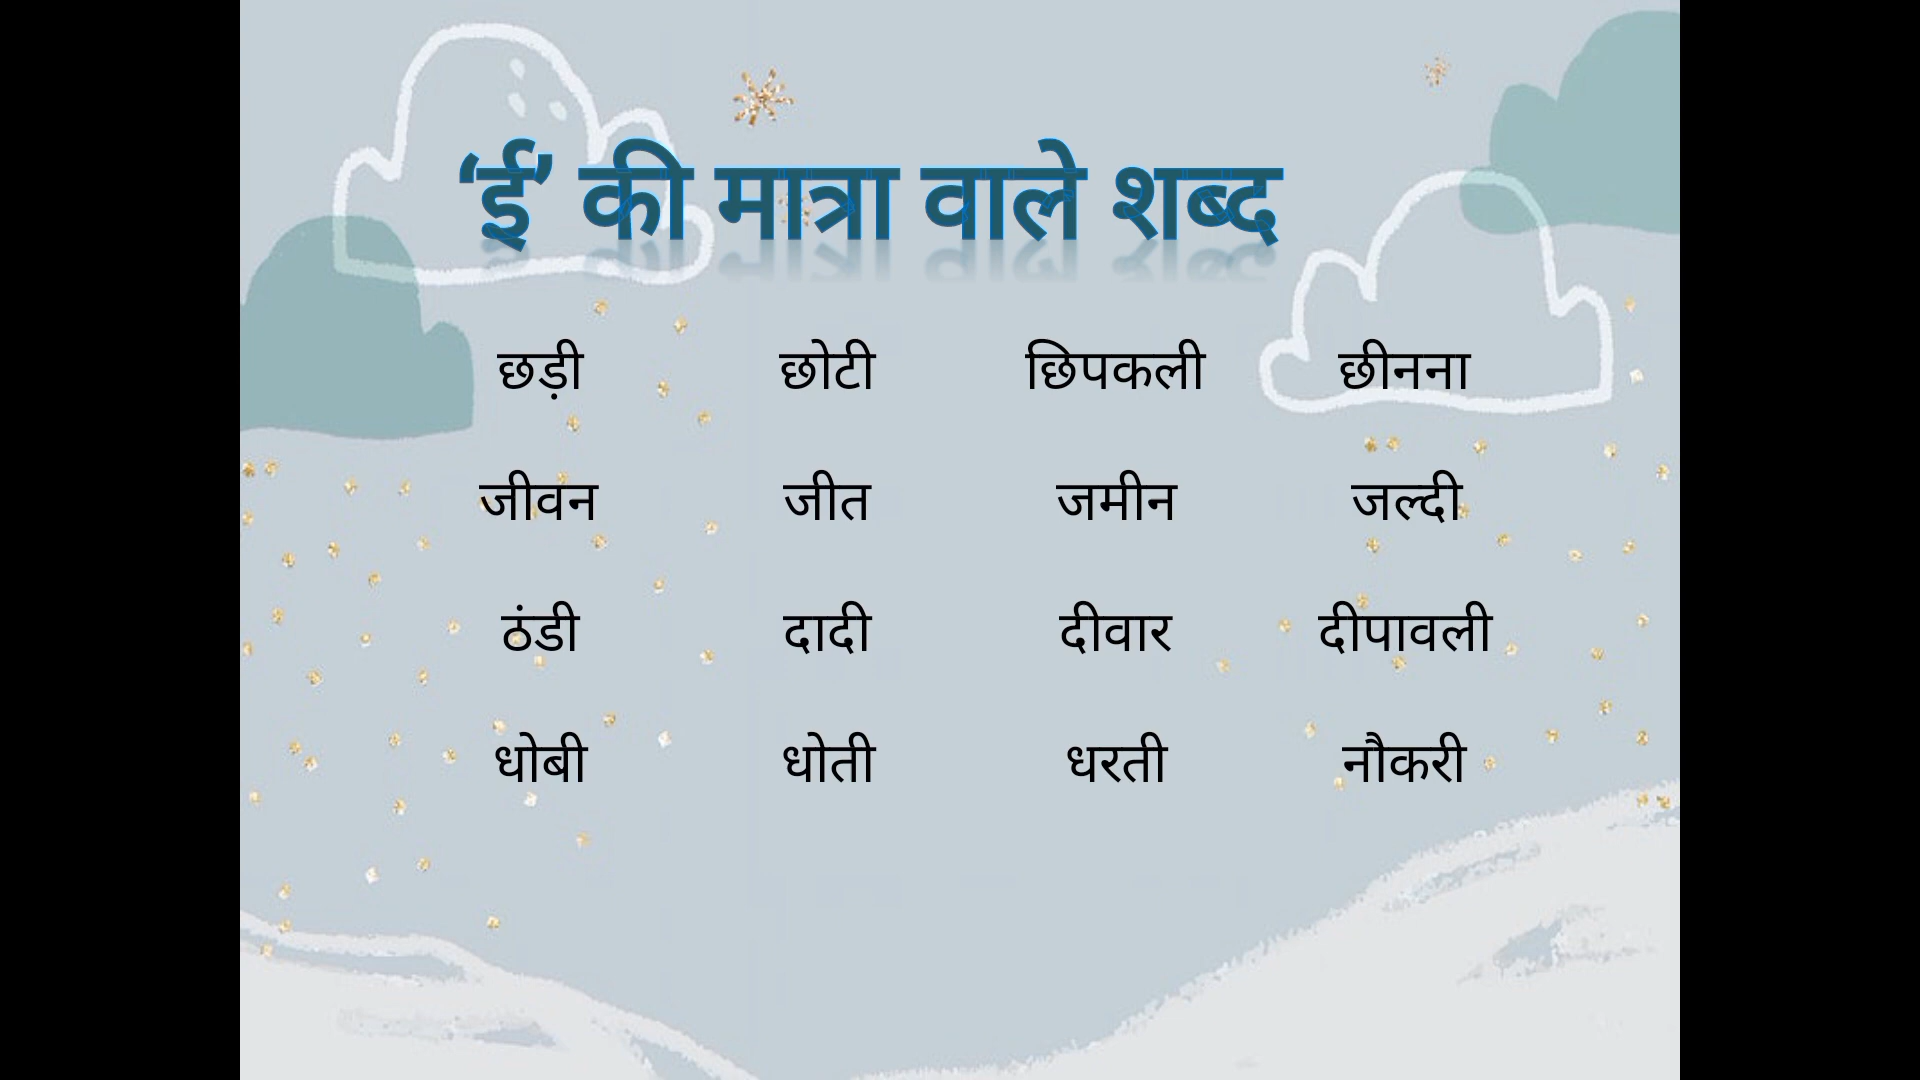 ‘ई’ की मात्रा वाले शब्द
छड़ी छोटी छिपकली छीनना
जीवन जीत जमीन जल्दी
ठंडी दादी दीवार दीपावली
धोबी धोती धरती नौकरी